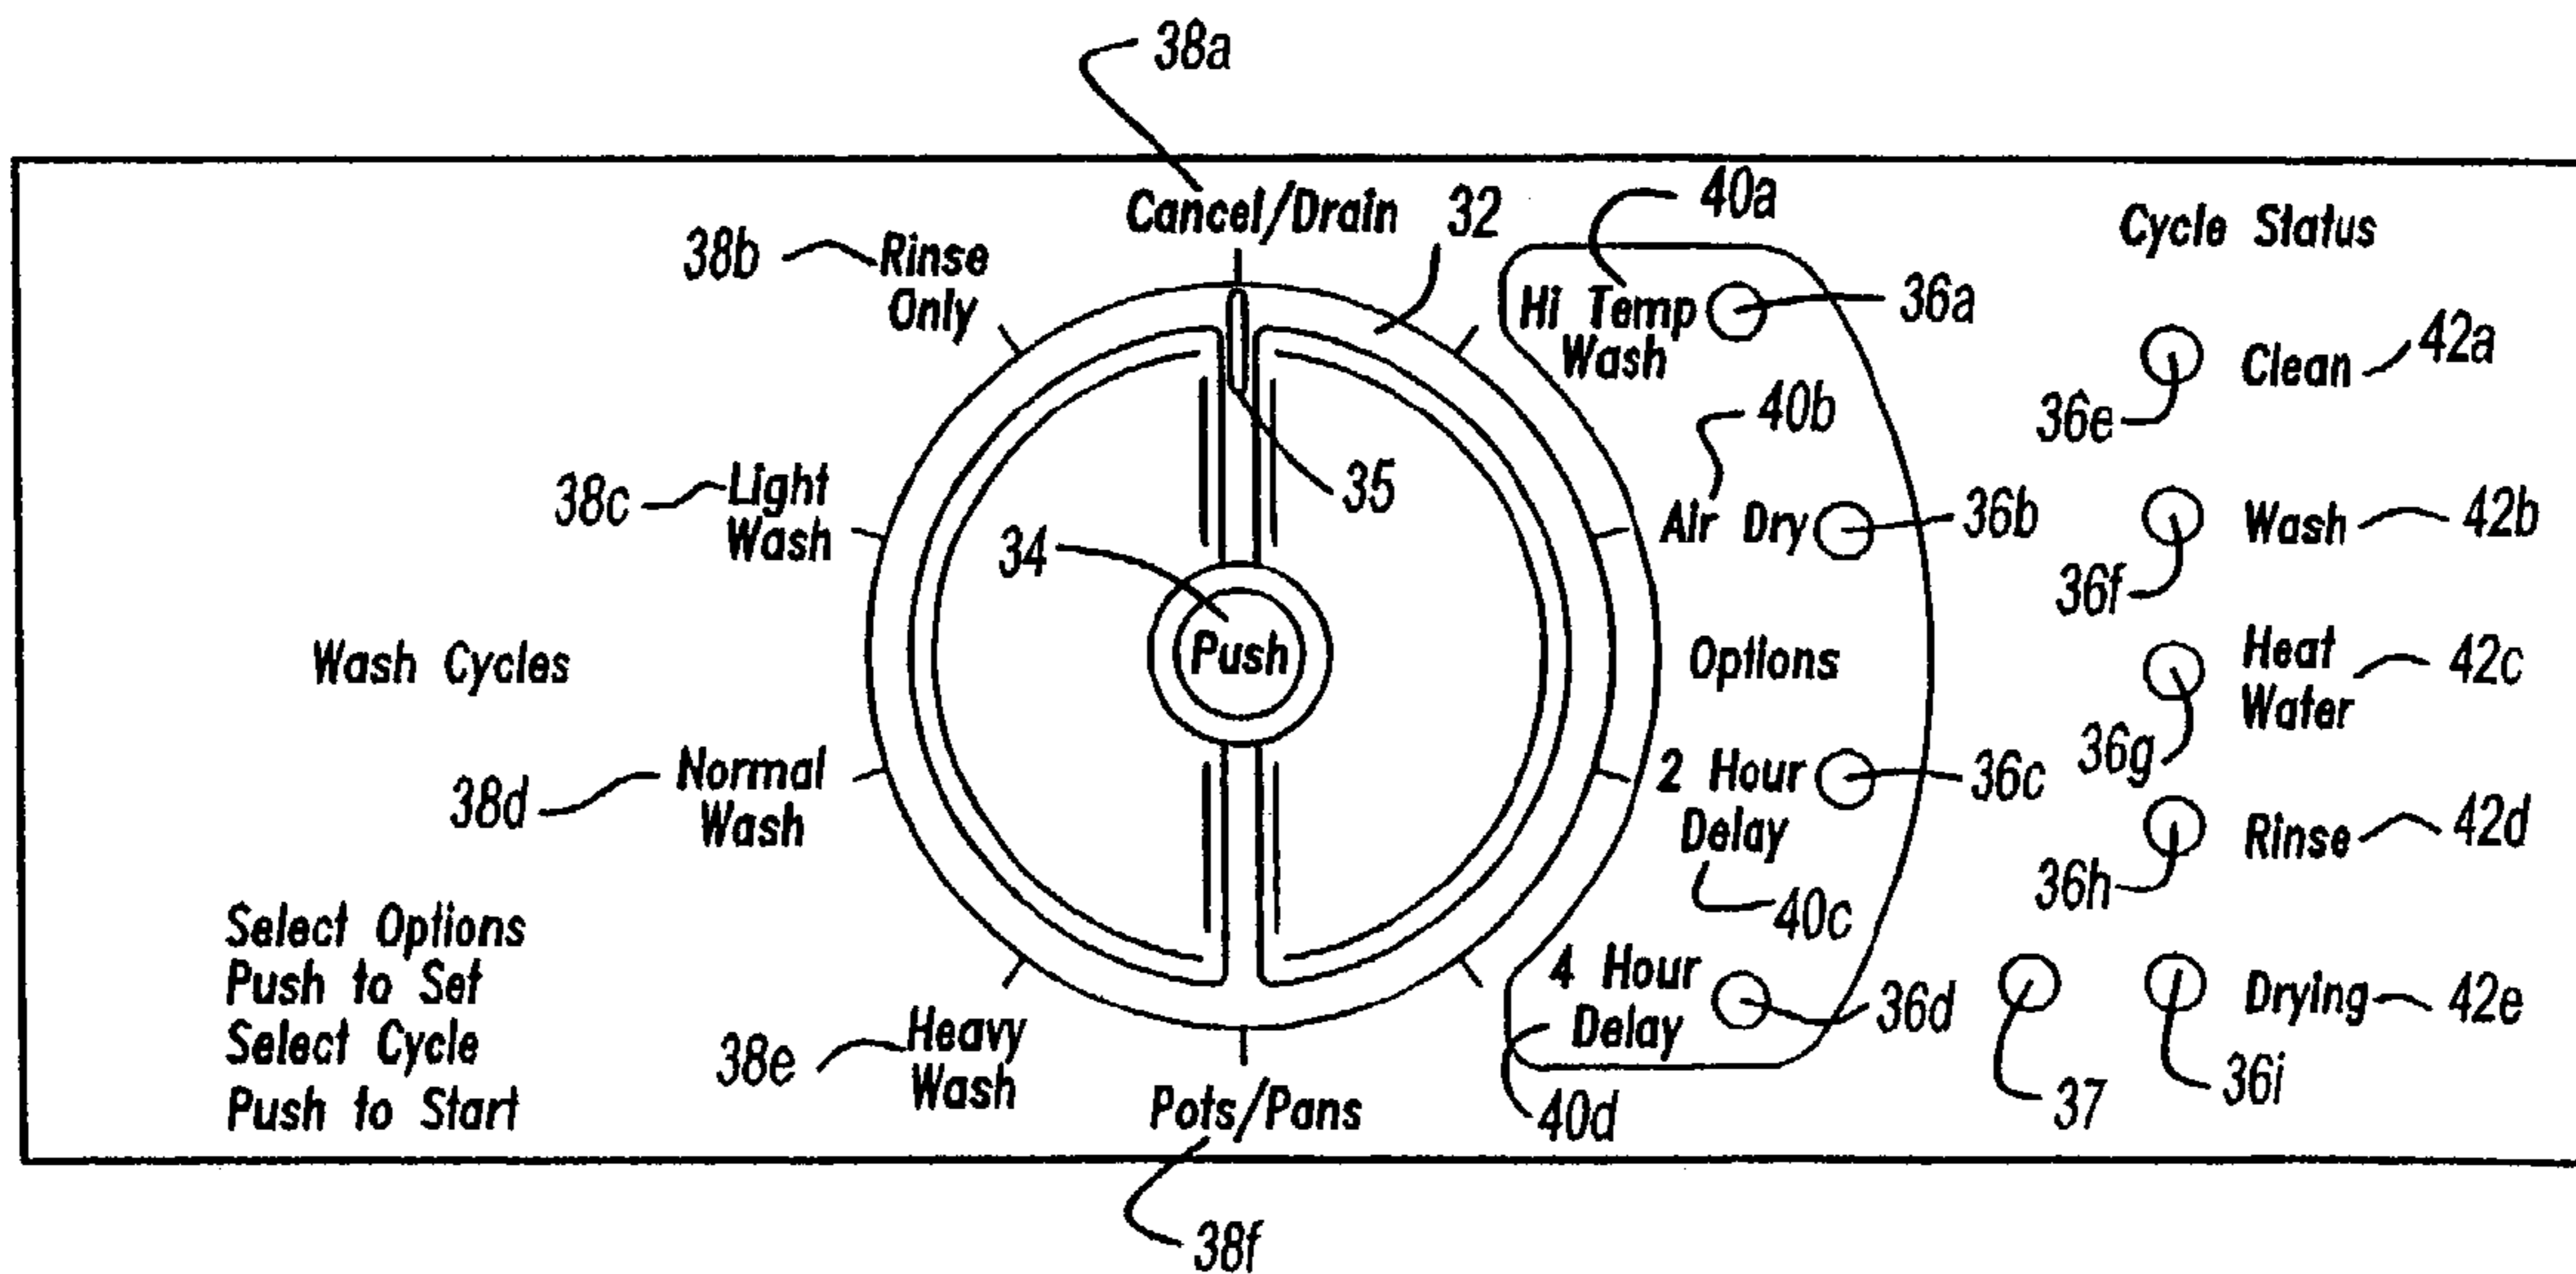 38a
Cancel/Drain
32
40a
Cycle Status
38b
Rinse
Only
Hi Temp
Wash
36a
Clean
42a
36e
40b
38c
Light
Wash
35
34
Air Dry
36b
Wash
42b
36f
Wash Cycles
Push
Options
Heat
Water
42c
36g
38d
Normal
Wash
2 Hour
Delay
36c
40c
Rinse
42d
36h
Select Options
Push to Set
Select Cycle
Push to Start
38e
Heavy
Wash
Pots/Pans
4 Hour
Delay
36d
40d
37
36i
Drying
42e
38f